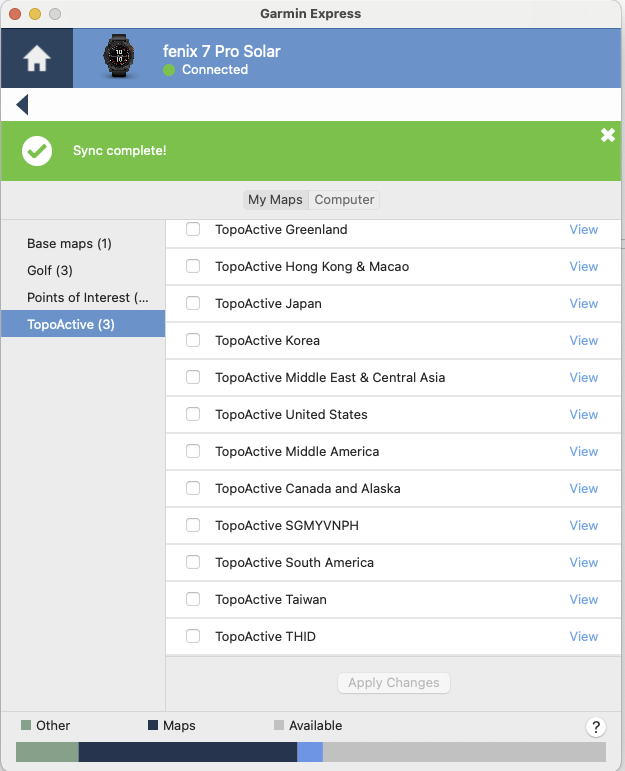 Garmin Express
fenix 7 Pro Solar
Connected
Sync complete!
My Maps Computer
Base maps (1)
Golf (3)
Points of Interest (...
TopoActive (3)
TopoActive Greenland View
TopoActive Hong Kong & Macao View
TopoActive Japan View
TopoActive Korea View
TopoActive Middle East & Central Asia View
TopoActive United States View
TopoActive Middle America View
TopoActive Canada and Alaska View
TopoActive SGMYVNPH View
TopoActive South America View
TopoActive Taiwan View
TopoActive THID View
Apply Changes
Other Maps Available ?